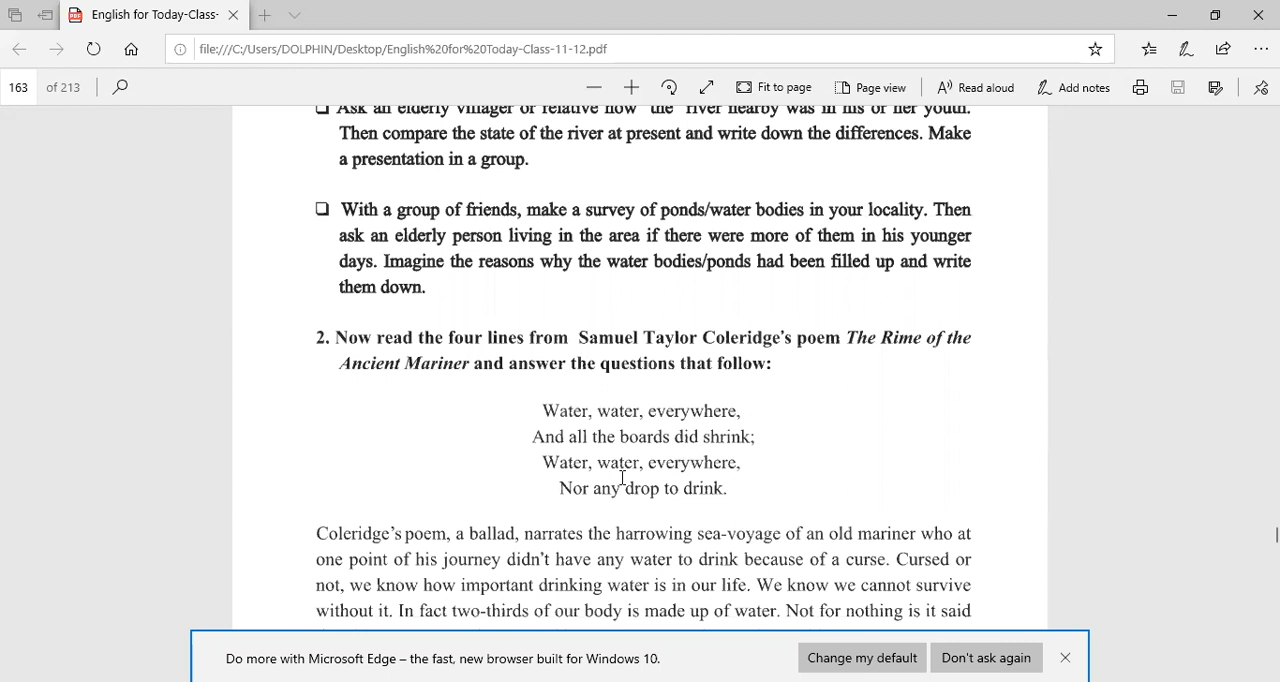 English for Today-Class-
file:///C:/Users/DOLPHIN/Desktop/English%20for%20Today-Class-11-12.pdf
163 of 213 Fit to page Page view Read aloud Add notes
❑ Ask an elderly villager or relative how the river nearby was in his or her youth.
Then compare the state of the river at present and write down the differences. Make
a presentation in a group.
❑ With a group of friends, make a survey of ponds/water bodies in your locality. Then
ask an elderly person living in the area if there were more of them in his younger
days. Imagine the reasons why the water bodies/ponds had been filled up and write
them down.
2. Now read the four lines from Samuel Taylor Coleridge's poem The Rime of the
Ancient Mariner and answer the questions that follow:
Water, water, everywhere,
And all the boards did shrink;
Water, water, everywhere,
Nor any drop to drink.
Coleridge's poem, a ballad, narrates the harrowing sea-voyage of an old mariner who at
one point of his journey didn't have any water to drink because of a curse. Cursed or
not, we know how important drinking water is in our life. We know we cannot survive
without it. In fact two-thirds of our body is made up of water. Not for nothing is it said
Do more with Microsoft Edge – the fast, new browser built for Windows 10. Change my default Don't ask again